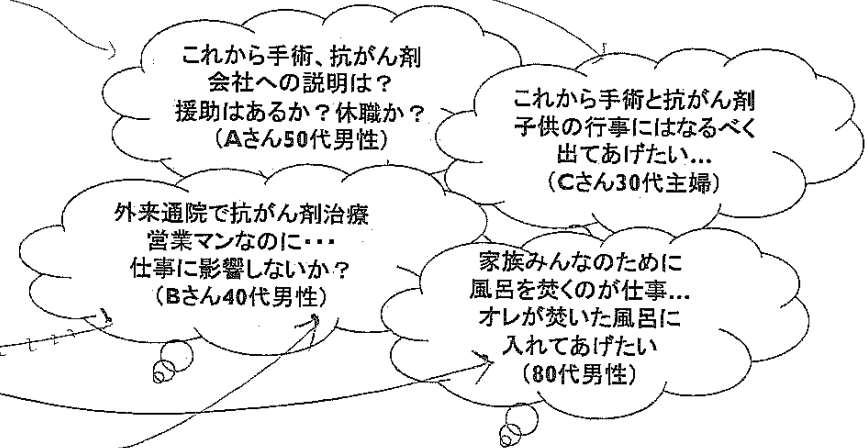 これから手術、抗がん剤
会社への説明は？
援助はあるか？休職か？
（Aさん50代男性）
これから手術と抗がん剤
子供の行事にはなるべく
出てあげたい…
（Cさん30代主婦）
外来通院で抗がん剤治療
営業マンなのに・・・
仕事に影響しないか？
（Bさん40代男性）
家族みんなのために
風呂を焚くのが仕事…
オレが焚いた風呂に
入れてあげたい
（80代男性）